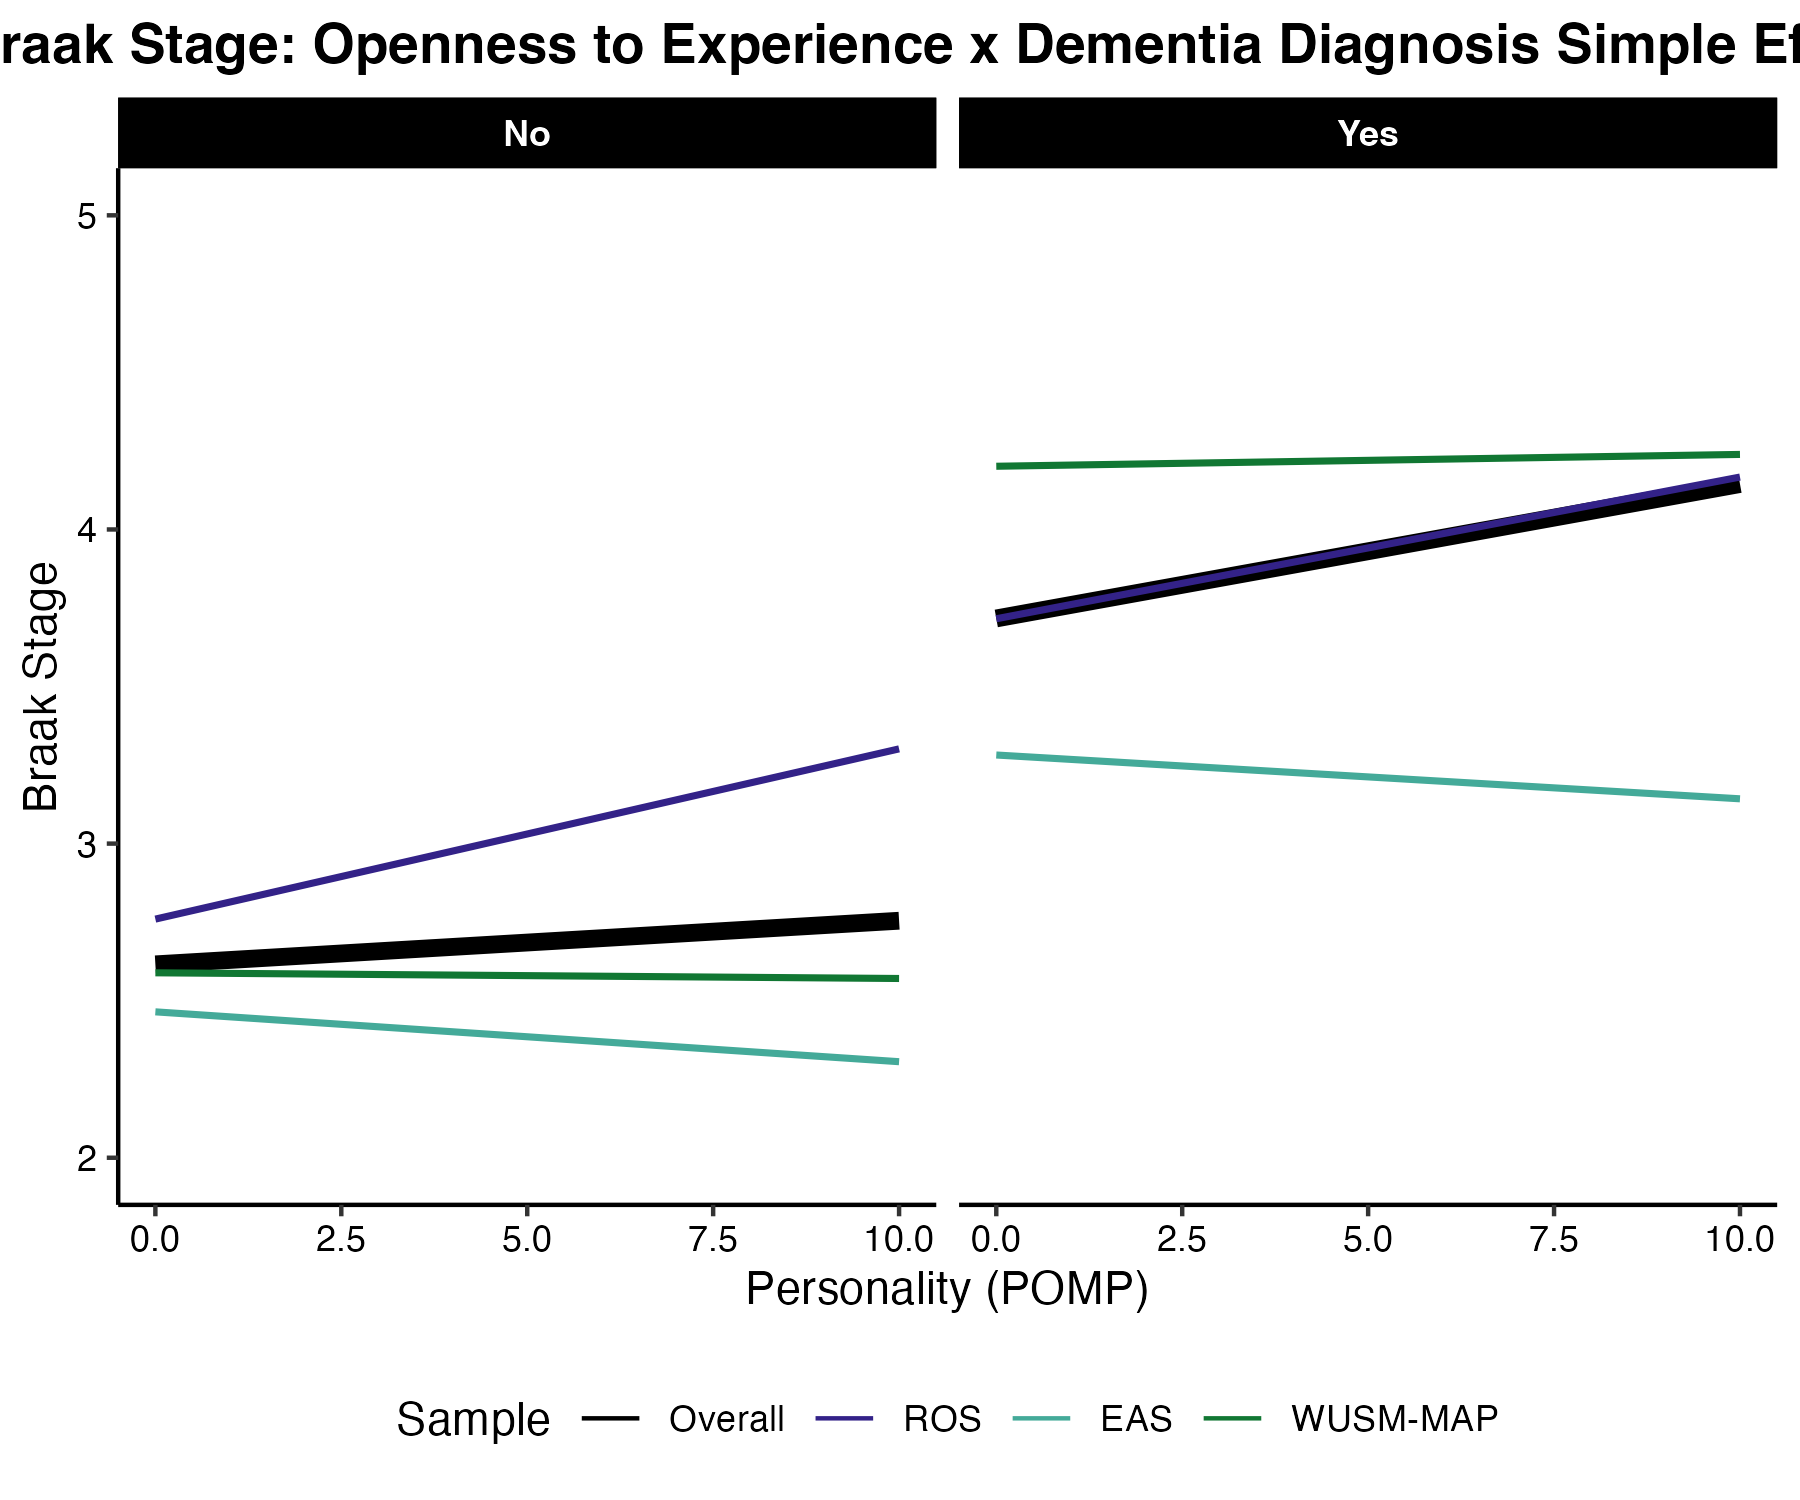 raak Stage: Openness to Experience x Dementia Diagnosis Simple Ef
No
Yes
5
4
3
2
Braak Stage
0.0 2.5 5.0 7.5 10.0 0.0 2.5 5.0 7.5 10.0
Personality (POMP)
Sample Overall ROS EAS WUSM-MAP